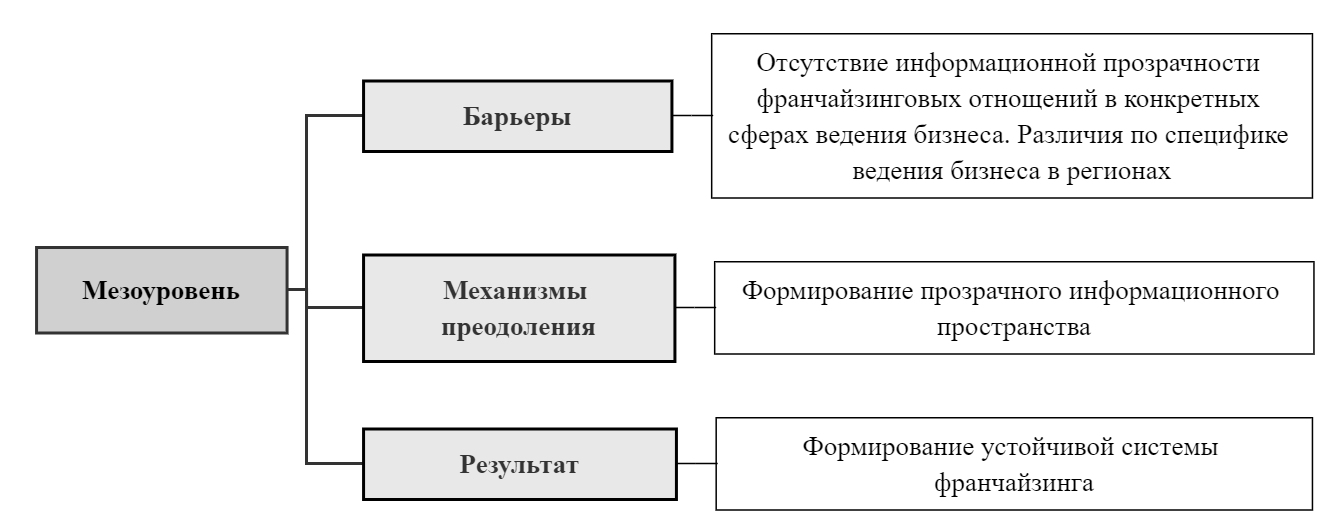 Отсутствие информационной прозрачности
франчайзинговых отнощений в конкретных
сферах ведения бизнеса. Различия по специфике
ведения бизнеса в регионах
Барьеры
Мезоуровень
Механизмы
преодоления
Формирование прозрачного информационного
пространства
Результат
Формирование устойчивой системы
франчайзинга